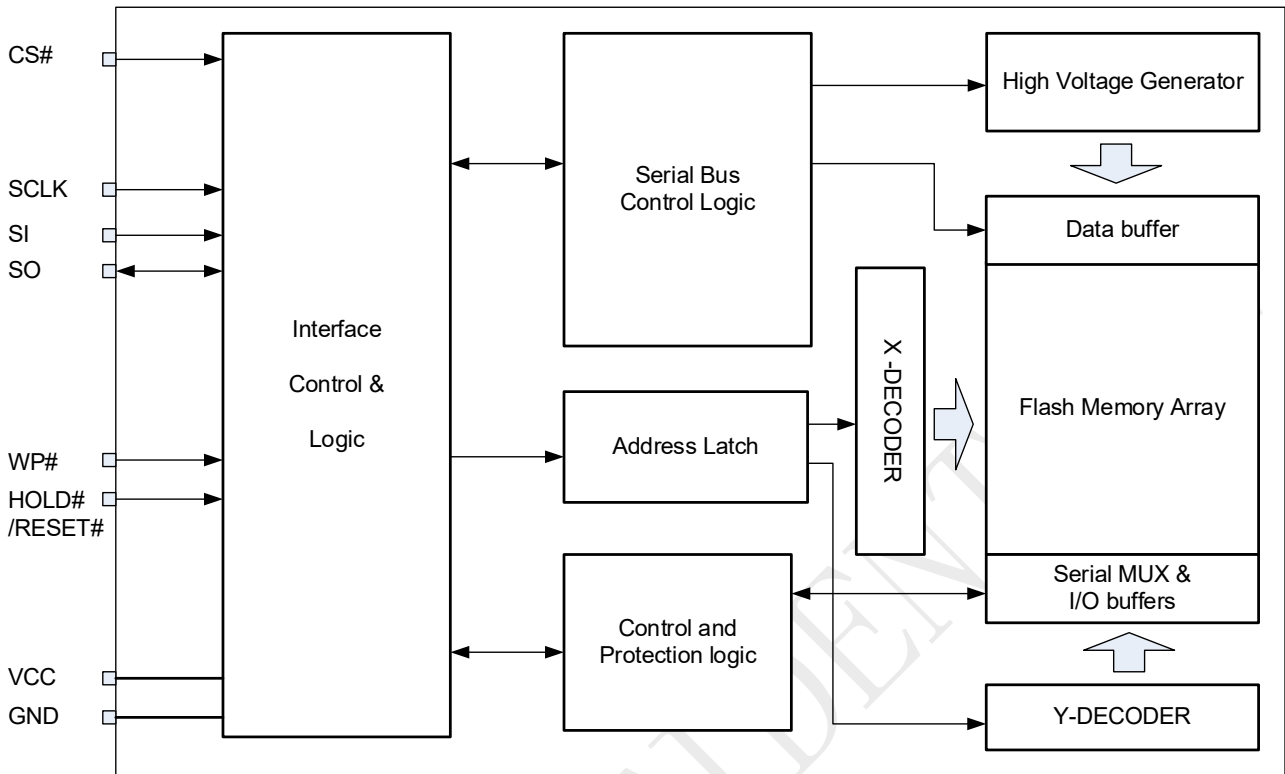 CS#
SCLK
SI
SO
WP#
HOLD#
/RESET#
VCC
GND
Interface
Control &
Logic
Serial Bus
Control Logic
Address Latch
Control and
Protection logic
X -DECODER
High Voltage Generator
Data buffer
Flash Memory Array
Serial MUX &
I/O buffers
Y-DECODER